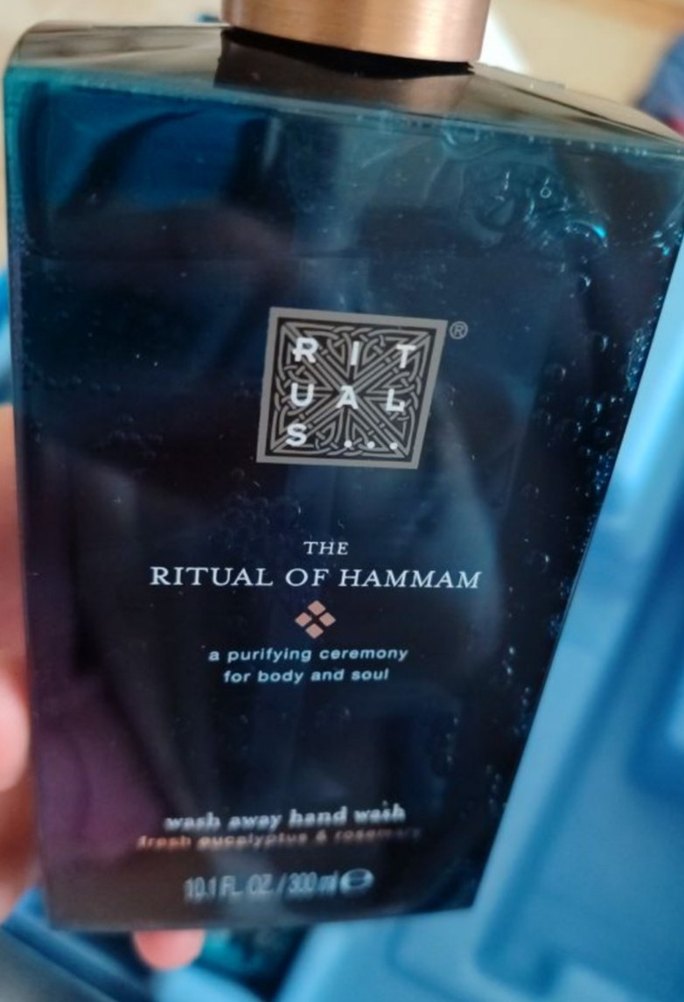 RIT
UAL
S...
®
THE
RITUAL OF HAMMAM
a purifying ceremony
for body and soul
wash away hand wash
fresh eucalyptus & rosemary
10.1 FL. OZ. / 300 ml ℮